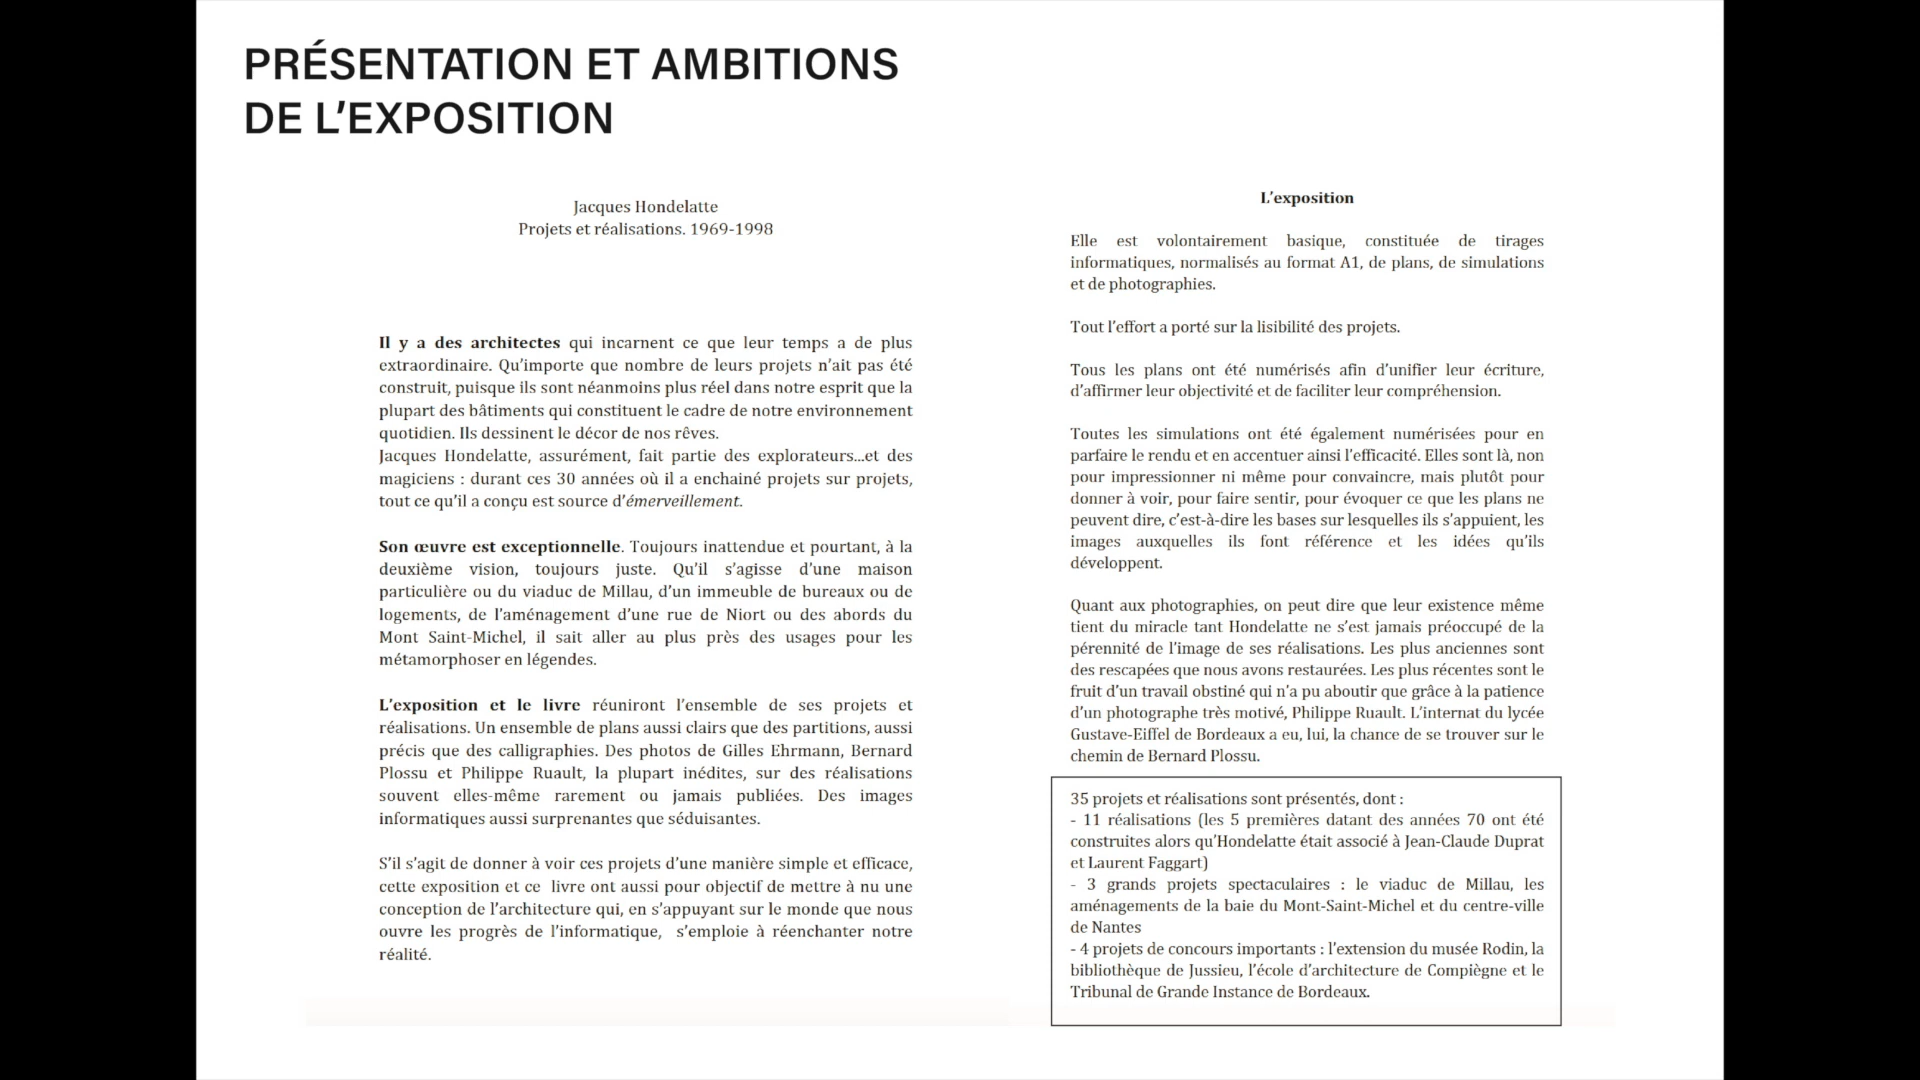 PRÉSENTATION ET AMBITIONS
DE L’EXPOSITION
Jacques Hondelatte
Projets et réalisations. 1969-1998
Il y a des architectes qui incarnent ce que leur temps a de plus
extraordinaire. Qu’importe que nombre de leurs projets n’ait pas été
construit, puisque ils sont néanmoins plus réel dans notre esprit que la
plupart des bâtiments qui constituent le cadre de notre environnement
quotidien. Ils dessinent le décor de nos rêves.
Jacques Hondelatte, assurément, fait partie des explorateurs...et des
magiciens : durant ces 30 années où il a enchainé projets sur projets,
tout ce qu’il a conçu est source d’émerveillement.
Son œuvre est exceptionnelle. Toujours inattendue et pourtant, à la
deuxième vision, toujours juste. Qu’il s’agisse d’une maison
particulière ou du viaduc de Millau, d’un immeuble de bureaux ou de
logements, de l’aménagement d’une rue de Niort ou des abords du
Mont Saint-Michel, il sait aller au plus près des usages pour les
métamorphoser en légendes.
L’exposition et le livre réuniront l’ensemble de ses projets et
réalisations. Un ensemble de plans aussi clairs que des partitions, aussi
précis que des calligraphies. Des photos de Gilles Ehrmann, Bernard
Plossu et Philippe Ruault, la plupart inédites, sur des réalisations
souvent elles-même rarement ou jamais publiées. Des images
informatiques aussi surprenantes que séduisantes.
S’il s’agit de donner à voir ces projets d’une manière simple et efficace,
cette exposition et ce livre ont aussi pour objectif de mettre à nu une
conception de l’architecture qui, en s’appuyant sur le monde que nous
ouvre les progrès de l’informatique, s’emploie à réenchanter notre
réalité.
L’exposition
Elle est volontairement basique, constituée de tirages
informatiques, normalisés au format A1, de plans, de simulations
et de photographies.
Tout l’effort a porté sur la lisibilité des projets.
Tous les plans ont été numérisés afin d’unifier leur écriture,
d’affirmer leur objectivité et de faciliter leur compréhension.
Toutes les simulations ont été également numérisées pour en
parfaire le rendu et en accentuer ainsi l’efficacité. Elles sont là, non
pour impressionner ni même pour convaincre, mais plutôt pour
donner à voir, pour faire sentir, pour évoquer ce que les plans ne
peuvent dire, c’est-à-dire les bases sur lesquelles ils s’appuient, les
images auxquelles ils font référence et les idées qu’ils
développent.
Quant aux photographies, on peut dire que leur existence même
tient du miracle tant Hondelatte ne s’est jamais préoccupé de la
pérennité de l’image de ses réalisations. Les plus anciennes sont
des rescapées que nous avons restaurées. Les plus récentes sont le
fruit d’un travail obstiné qui n’a pu aboutir que grâce à la patience
d’un photographe très motivé, Philippe Ruault. L’internat du lycée
Gustave-Eiffel de Bordeaux a eu, lui, la chance de se trouver sur le
chemin de Bernard Plossu.
35 projets et réalisations sont présentés, dont :
- 11 réalisations (les 5 premières datant des années 70 ont été
construites alors qu’Hondelatte était associé à Jean-Claude Duprat
et Laurent Faggart)
- 3 grands projets spectaculaires : le viaduc de Millau, les
aménagements de la baie du Mont-Saint-Michel et du centre-ville
de Nantes
- 4 projets de concours importants : l’extension du musée Rodin, la
bibliothèque de Jussieu, l’école d’architecture de Compiègne et le
Tribunal de Grande Instance de Bordeaux.